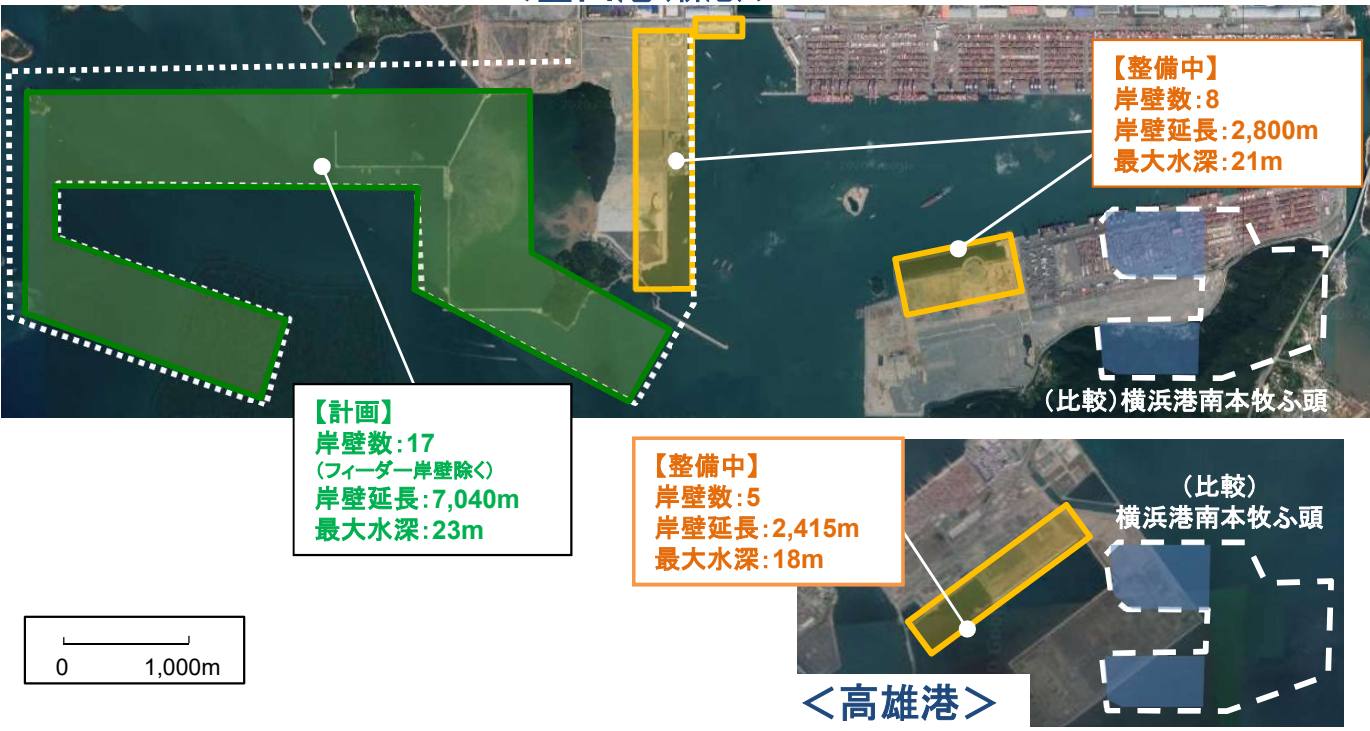 【整備中】
岸壁数:8
岸壁延長:2,800m
最大水深:21m
(比較)横浜港南本牧ふ頭
【計画】
岸壁数:17
(フィーダー岸壁除く)
岸壁延長:7,040m
最大水深:23m
【整備中】
岸壁数:5
岸壁延長:2,415m
最大水深:18m
(比較)
横浜港南本牧ふ頭
0 1,000m
＜高雄港＞